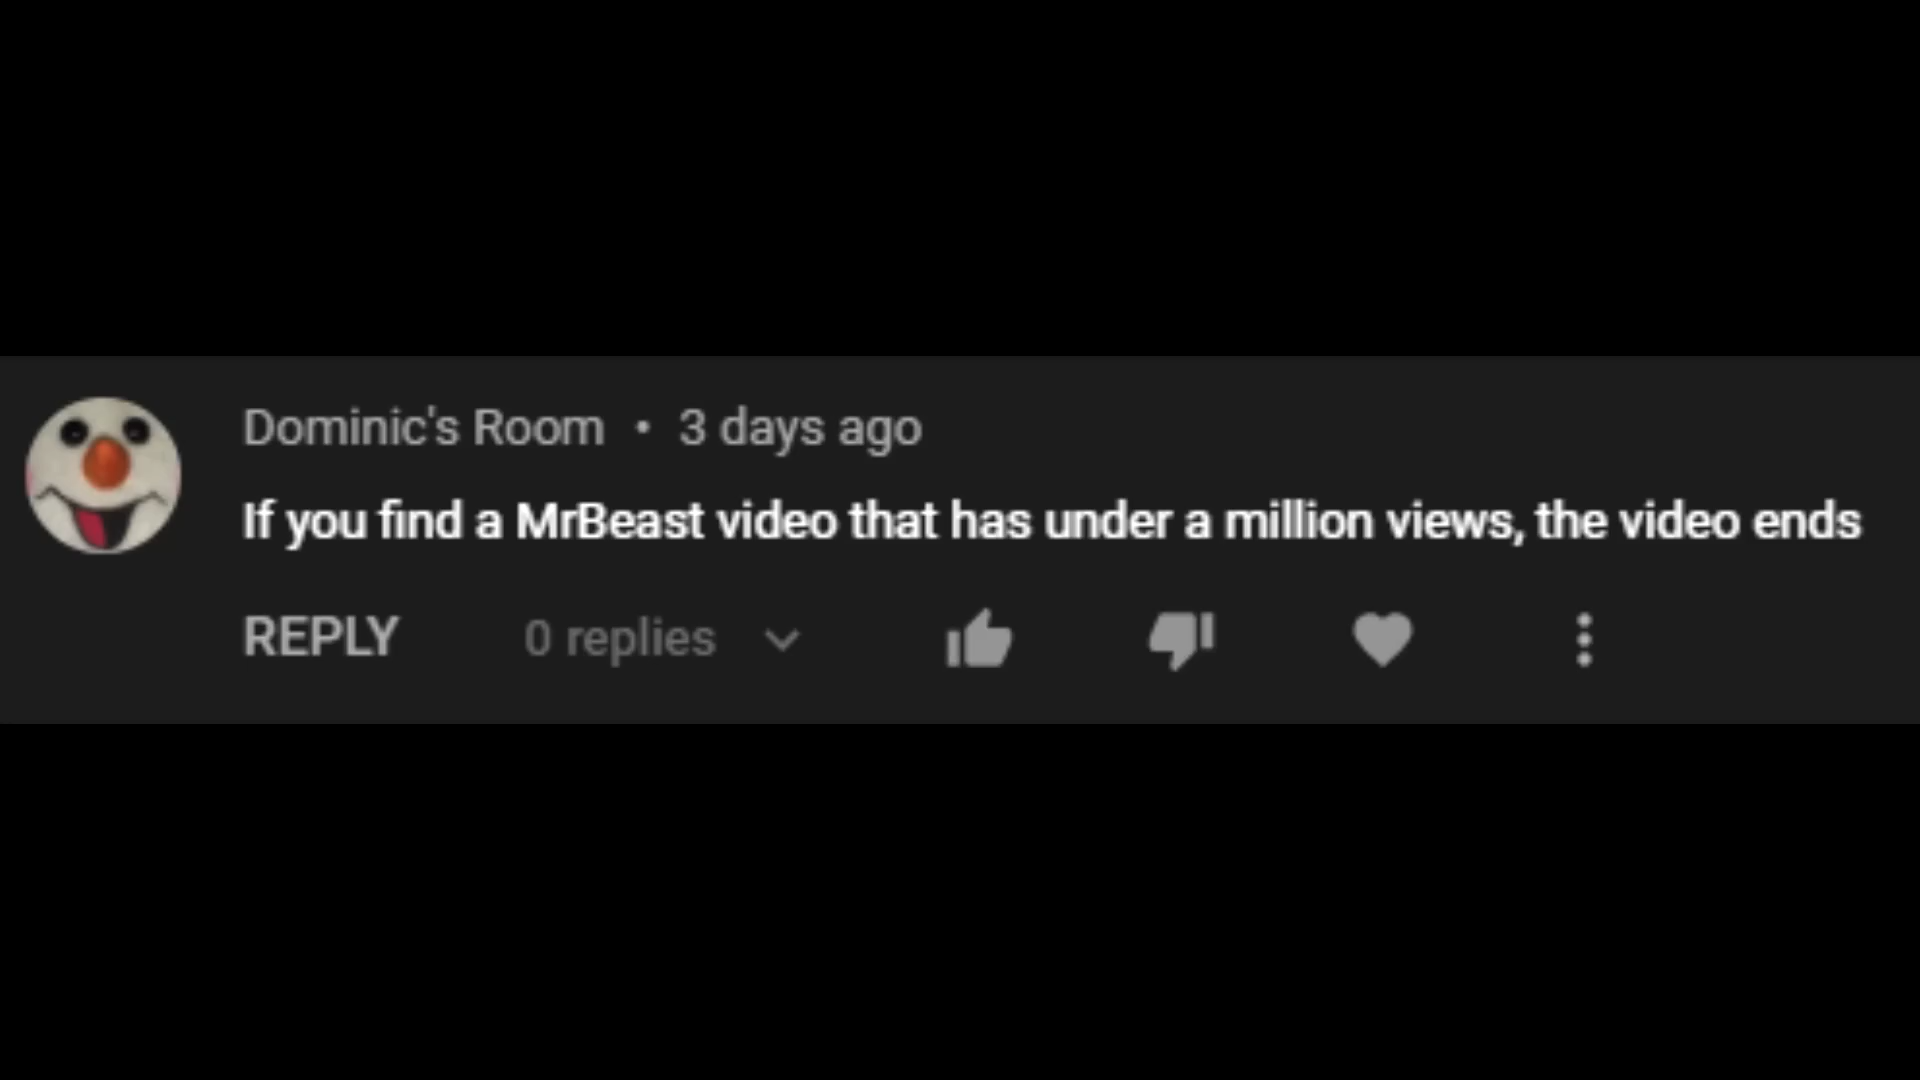 Dominic's Room • 3 days ago
If you find a MrBeast video that has under a million views, the video ends
REPLY 0 replies